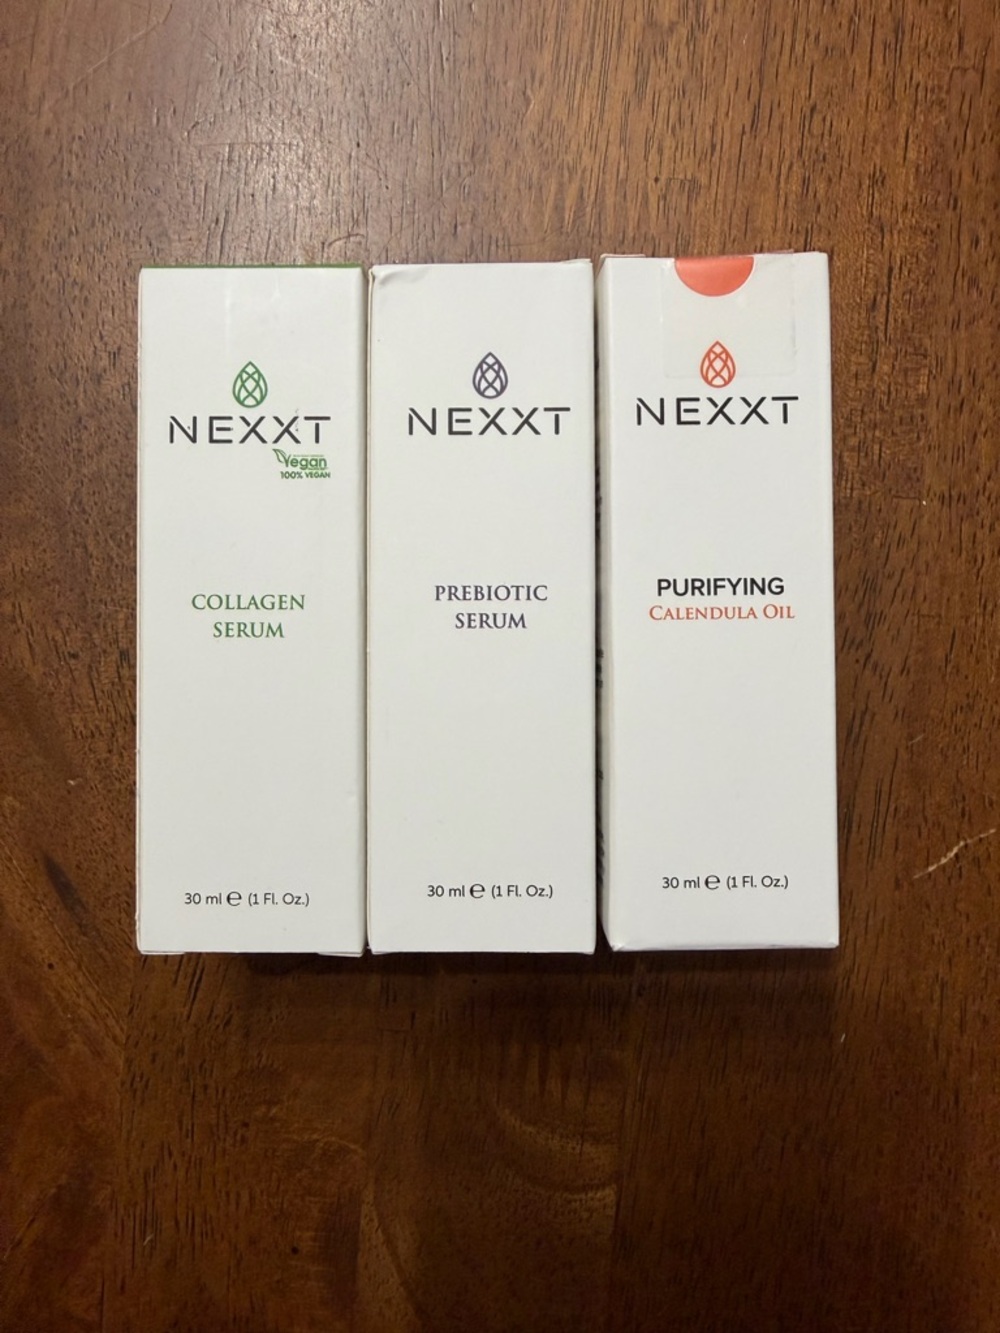 NEXXT
Vegan
100% VEGAN
COLLAGEN
SERUM
30 ml ℮ (1 Fl. Oz.)
NEXXT
PREBIOTIC
SERUM
30 ml ℮ (1 Fl. Oz.)
NEXXT
PURIFYING
CALENDULA OIL
30 ml ℮ (1 Fl. Oz.)